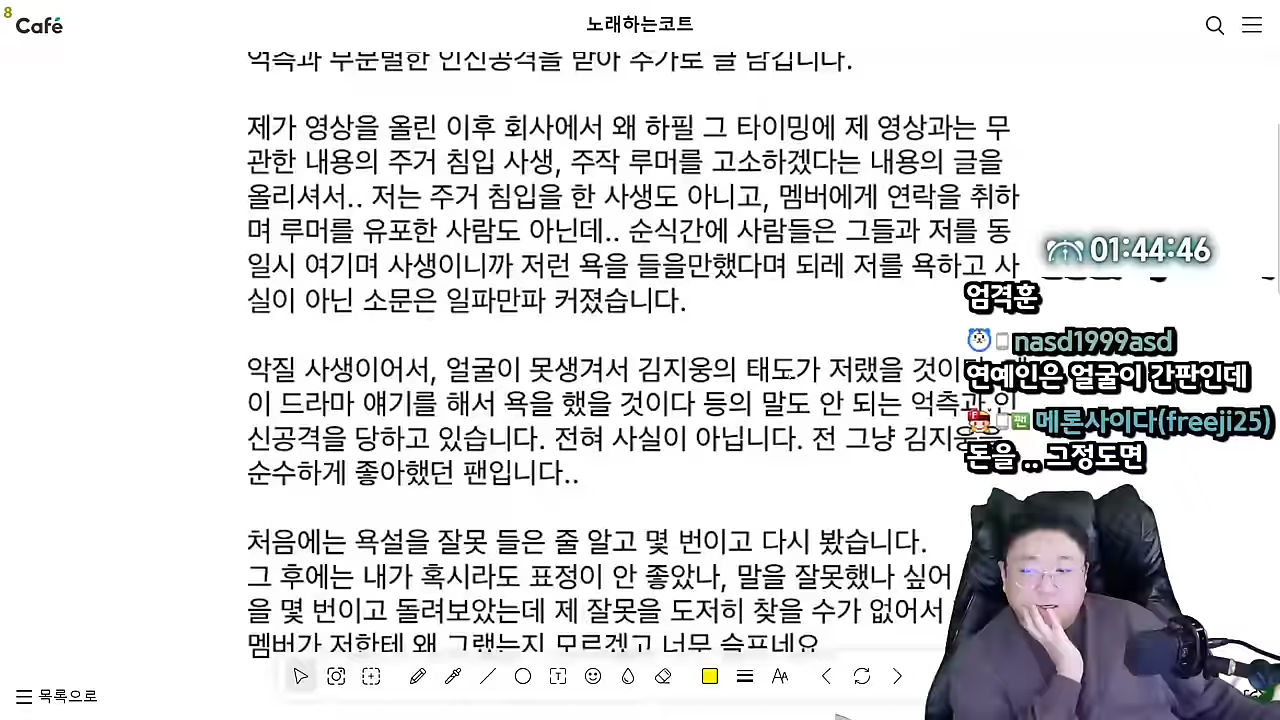 8
Café
노래하는코트
억측과 무분별한 인신공격을 받아 추가로 글 남깁니다.
제가 영상을 올린 이후 회사에서 왜 하필 그 타이밍에 제 영상과는 무
관한 내용의 주거 침입 사생, 주작 루머를 고소하겠다는 내용의 글을
올리셔서.. 저는 주거 침입을 한 사생도 아니고, 멤버에게 연락을 취하
며 루머를 유포한 사람도 아닌데.. 순식간에 사람들은 그들과 저를 동
일시 여기며 사생이니까 저런 욕을 들을만했다며 되레 저를 욕하고 사
실이 아닌 소문은 일파만파 커졌습니다.
악질 사생이어서, 얼굴이 못생겨서 김지웅의 태도가 저랬을 것이다
이 드라마 얘기를 해서 욕을 했을 것이다 등의 말도 안 되는 억측과 인
신공격을 당하고 있습니다. 전혀 사실이 아닙니다. 전 그냥 김지웅을
순수하게 좋아했던 팬입니다..
처음에는 욕설을 잘못 들은 줄 알고 몇 번이고 다시 봤습니다.
그 후에는 내가 혹시라도 표정이 안 좋았나, 말을 잘못했나 싶어
을 몇 번이고 돌려보았는데 제 잘못을 도저히 찾을 수가 없어서
멤버가 저한테 왜 그랬는지 모르겠고 너무 슬프네요
01:44:46
엄격훈
nasd1999asd
연예인은 얼굴이 간판인데
메론사이다(freeji25)
돈을 .. 그정도면
목록으로